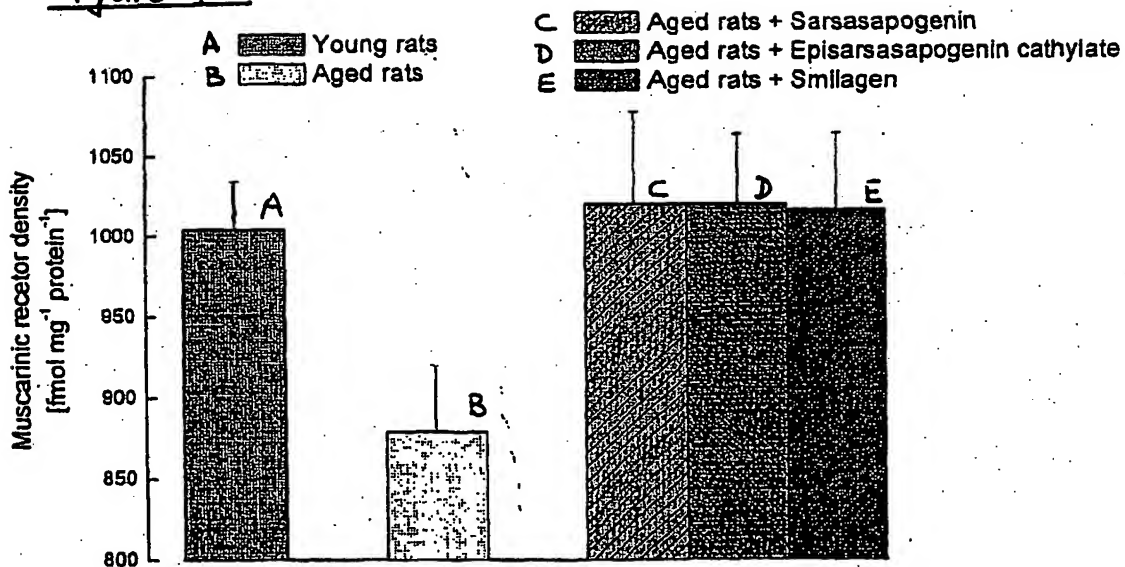 A Young rats
B Aged rats
C Aged rats + Sarsasapogenin
D Aged rats + Episarsasapogenin cathylate
E Aged rats + Smilagen
Muscarinic recetor density
[fmol mg⁻¹ protein⁻¹]
1100
1050
1000
950
900
850
800
A
B
C
D
E